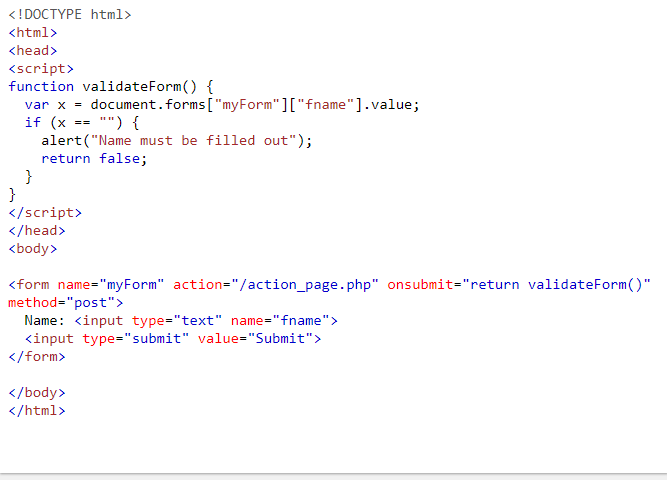 <!DOCTYPE html>
<html>
<head>
<script>
function validateForm() {
  var x = document.forms["myForm"]["fname"].value;
  if (x == "") {
    alert("Name must be filled out");
    return false;
  }
}
</script>
</head>
<body>

<form name="myForm" action="/action_page.php" onsubmit="return validateForm()"
method="post">
  Name: <input type="text" name="fname">
  <input type="submit" value="Submit">
</form>

</body>
</html>